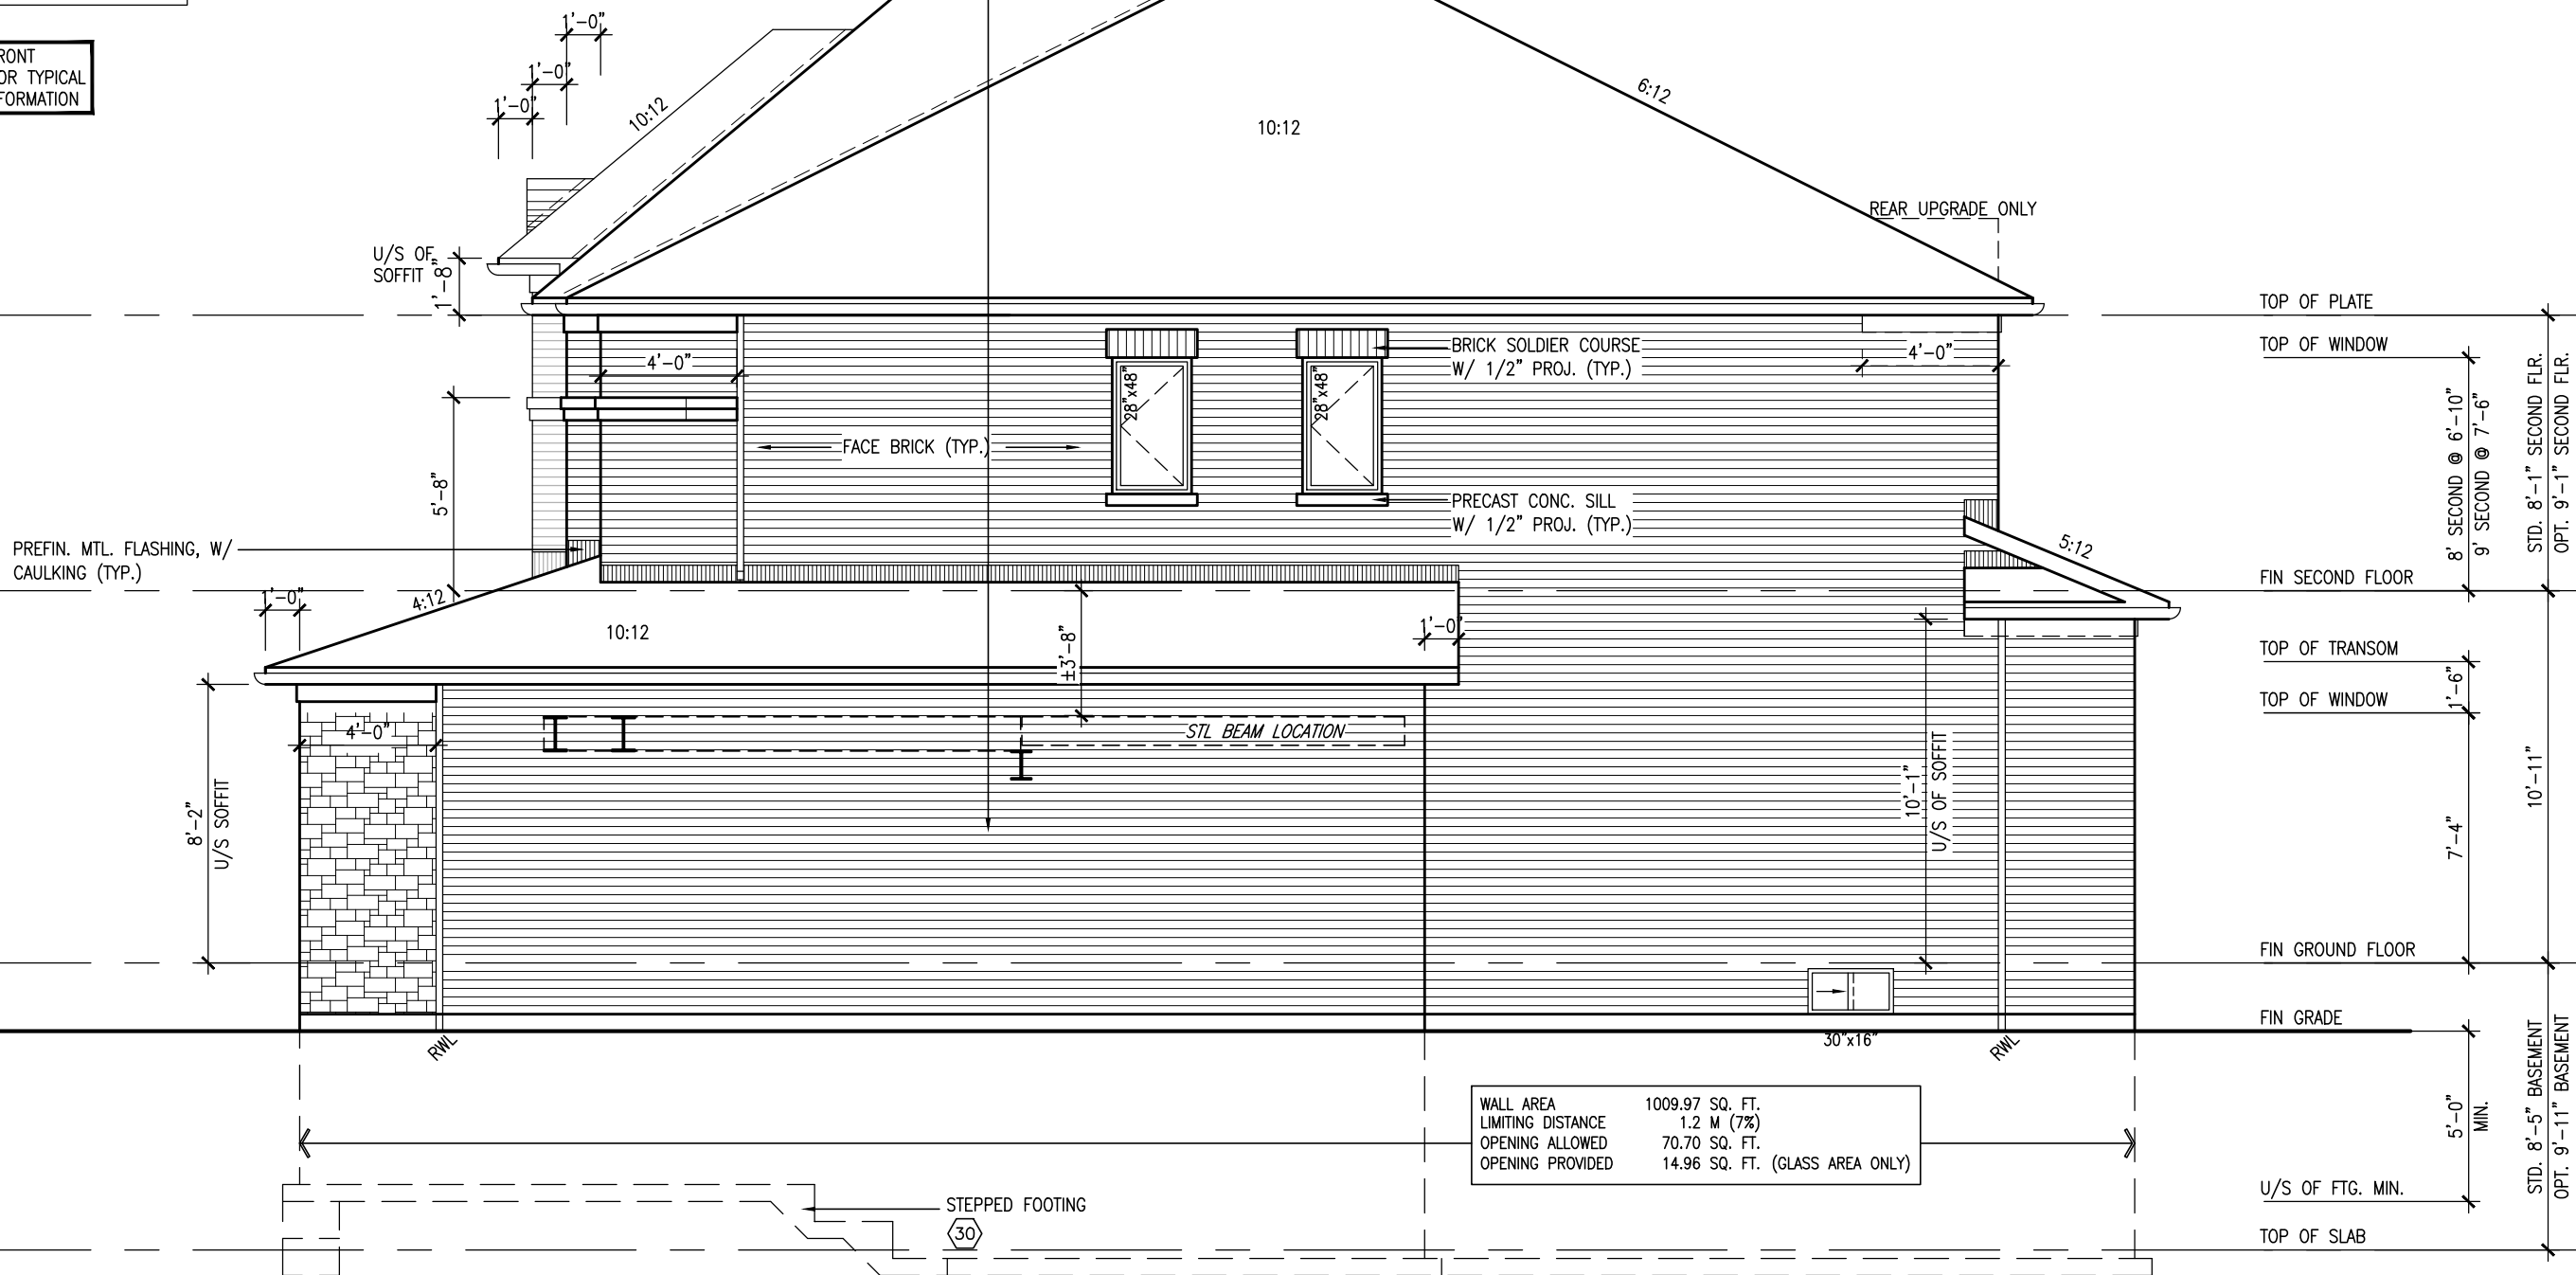 RONT
OR TYPICAL
FORMATION
1'-0"
1'-0"
1'-0"
10:12
10:12
6:12
REAR UPGRADE ONLY
U/S OF
SOFFIT
1'-8"
TOP OF PLATE
TOP OF WINDOW
4'-0"
28"x48"
28"x48"
BRICK SOLDIER COURSE
W/ 1/2" PROJ. (TYP.)
4'-0"
FACE BRICK (TYP.)
5'-8"
PRECAST CONC. SILL
W/ 1/2" PROJ. (TYP.)
8' SECOND @ 6'-10"
9' SECOND @ 7'-6"
STD. 8'-1" SECOND FLR.
OPT. 9'-1" SECOND FLR.
PREFIN. MTL. FLASHING, W/
CAULKING (TYP.)
5:12
FIN SECOND FLOOR
1'-0"
4:12
10:12
±3'-8"
1'-0"
TOP OF TRANSOM
1'-6"
TOP OF WINDOW
4'-0"
STL BEAM LOCATION
8'-2"
U/S SOFFIT
10'-1"
U/S OF SOFFIT
7'-4"
10'-11"
FIN GROUND FLOOR
FIN GRADE
RWL
30"x16"
RWL
WALL AREA 1009.97 SQ. FT.
LIMITING DISTANCE 1.2 M (7%)
OPENING ALLOWED 70.70 SQ. FT.
OPENING PROVIDED 14.96 SQ. FT. (GLASS AREA ONLY)
5'-0"
MIN.
STD. 8'-5" BASEMENT
OPT. 9'-11" BASEMENT
U/S OF FTG. MIN.
STEPPED FOOTING
30
TOP OF SLAB